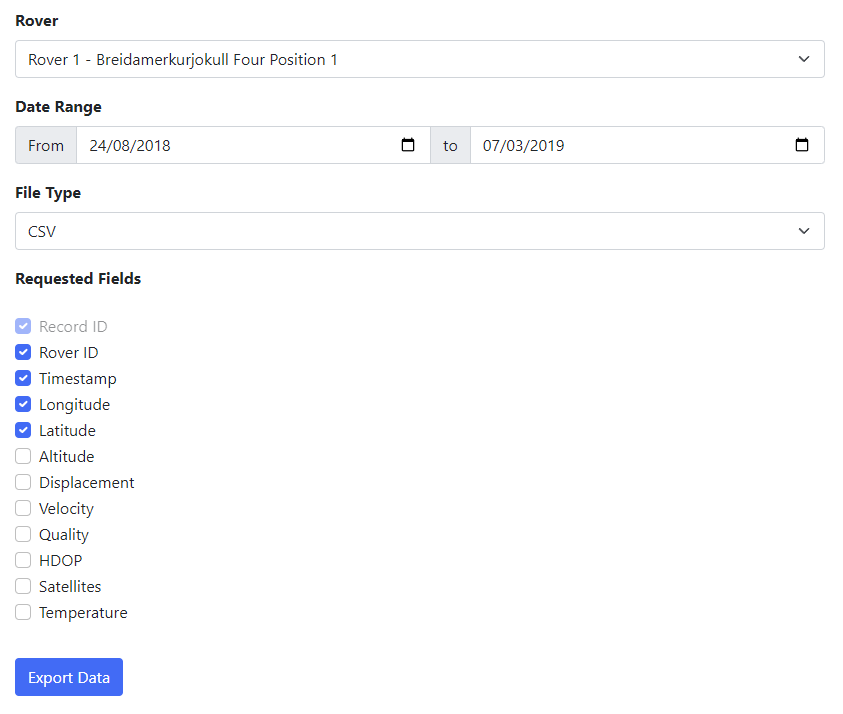 Rover
Rover 1 - Breidamerkurjokull Four Position 1
Date Range
From 24/08/2018 to 07/03/2019
File Type
CSV
Requested Fields
Record ID
Rover ID
Timestamp
Longitude
Latitude
Altitude
Displacement
Velocity
Quality
HDOP
Satellites
Temperature
Export Data